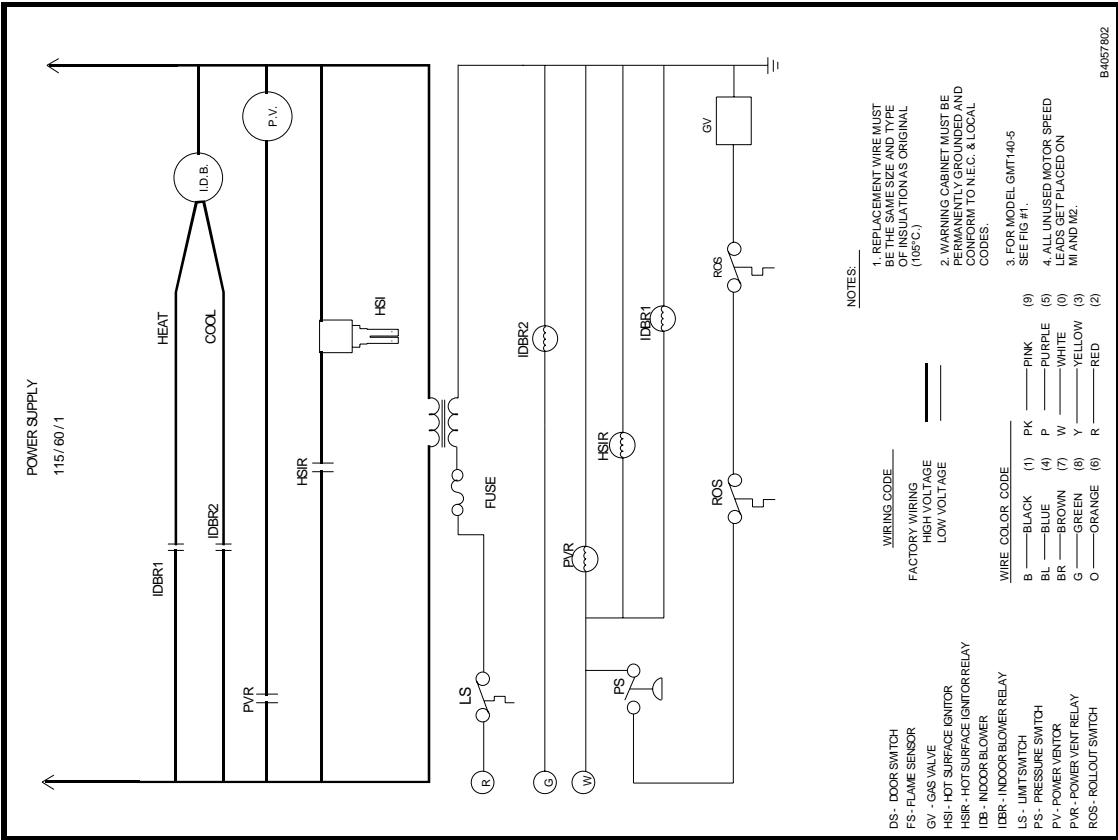 POWER SUPPLY
115 / 60 / 1
HEAT
COOL
I.D.B.
P.V.
IDBR1
IDBR2
PVR
HSIR
HSI
FUSE
LS
R
G
W
IDBR2
PVR
HSIR
IDBR1
PS
ROS
ROS
GV
DS - DOOR SWITCH
FS - FLAME SENSOR
GV - GAS VALVE
HSI - HOT SURFACE IGNITOR
HSIR - HOT SURFACE IGNITOR RELAY
IDB - INDOOR BLOWER
IDBR - INDOOR BLOWER RELAY
LS - LIMIT SWITCH
PS - PRESSURE SWITCH
PV - POWER VENTOR
PVR - POWER VENT RELAY
ROS - ROLLOUT SWITCH
WIRING CODE
FACTORY WIRING
HIGH VOLTAGE
LOW VOLTAGE
WIRE COLOR CODE
B BLACK (1) PK PINK (9)
BL BLUE (4) P PURPLE (5)
BR BROWN (7) W WHITE (0)
G GREEN (8) Y YELLOW (3)
O ORANGE (6) R RED (2)
NOTES:
1. REPLACEMENT WIRE MUST
BE THE SAME SIZE AND TYPE
OF INSULATION AS ORIGINAL
(105°C.)
2. WARNING CABINET MUST BE
PERMANENTLY GROUNDED AND
CONFORM TO N.E.C. & LOCAL
CODES.
3. FOR MODEL GMT140-5
SEE FIG #1.
4. ALL UNUSED MOTOR SPEED
LEADS GET PLACED ON
MI AND M2.
B4057802